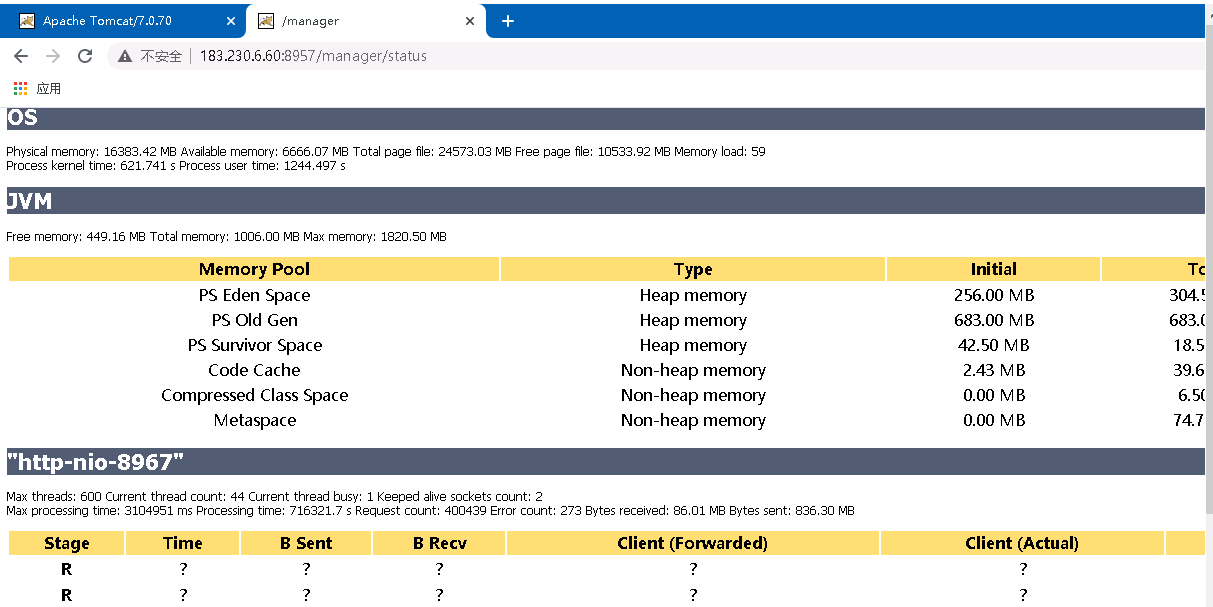 Apache Tomcat/7.0.70
/manager
不安全 183.230.6.60:8957/manager/status
应用
OS
Physical memory: 16383.42 MB Available memory: 6666.07 MB Total page file: 24573.03 MB Free page file: 10533.92 MB Memory load: 59
Process kernel time: 621.741 s Process user time: 1244.497 s
JVM
Free memory: 449.16 MB Total memory: 1006.00 MB Max memory: 1820.50 MB
Memory Pool Type Initial
PS Eden Space Heap memory 256.00 MB 304.5
PS Old Gen Heap memory 683.00 MB 683.0
PS Survivor Space Heap memory 42.50 MB 18.5
Code Cache Non-heap memory 2.43 MB 39.6
Compressed Class Space Non-heap memory 0.00 MB 6.50
Metaspace Non-heap memory 0.00 MB 74.7
"http-nio-8967"
Max threads: 600 Current thread count: 44 Current thread busy: 1 Keeped alive sockets count: 2
Max processing time: 3104951 ms Processing time: 716321.7 s Request count: 400439 Error count: 273 Bytes received: 86.01 MB Bytes sent: 836.30 MB
Stage Time B Sent B Recv Client (Forwarded) Client (Actual)
R ? ? ? ? ?
R ? ? ? ? ?